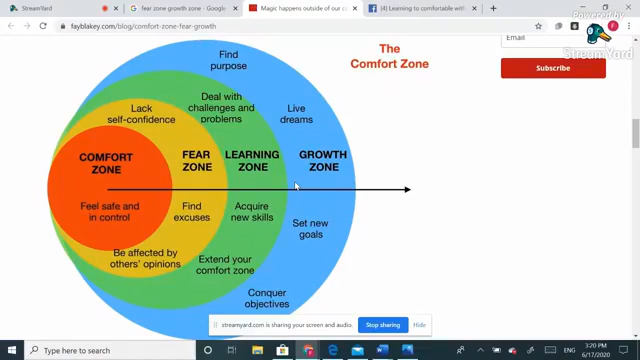 StreamYard
fear zone growth zone - Google
Magic happens outside of our co
(4) Learning to comfortable with
fayblakey.com/blog/comfort-zone-fear-growth
Powered by
StreamYard
Email
Subscribe
The
Comfort Zone
Find
purpose
Deal with
challenges and
problems
Live
dreams
Lack
self-confidence
COMFORT
ZONE
FEAR
ZONE
LEARNING
ZONE
GROWTH
ZONE
Feel safe and
in control
Find
excuses
Acquire
new skills
Set new
goals
Be affected by
others' opinions
Extend your
comfort zone
Conquer
objectives
streamyard.com is sharing your screen and audio.
Stop sharing
Hide
Type here to search
ENG
3:20 PM
6/17/2020